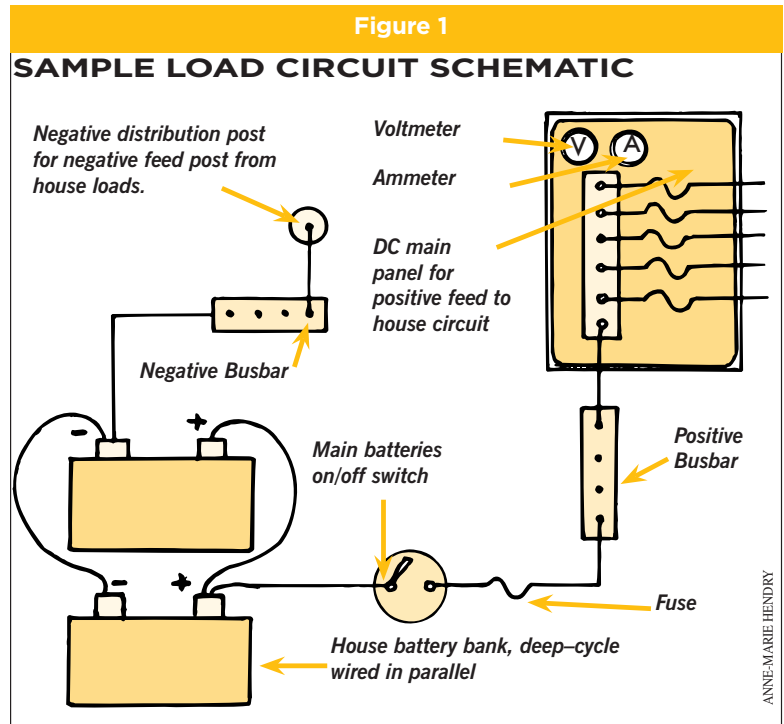 Figure 1
SAMPLE LOAD CIRCUIT SCHEMATIC
Negative distribution post
for negative feed post from
house loads.
Voltmeter
V
A
Ammeter
DC main
panel for
positive feed to
house circuit
Negative Busbar
-
+
Main batteries
on/off switch
Positive
Busbar
-
+
Fuse
House battery bank, deep–cycle
wired in parallel
ANNE-MARIE HENDRY